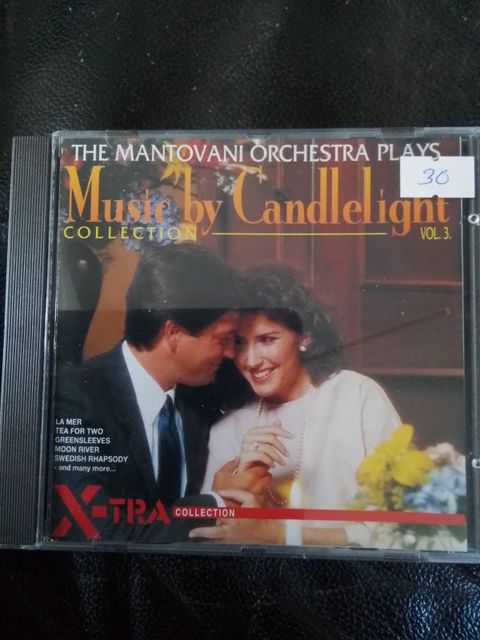 THE MANTOVANI ORCHESTRA PLAYS
30
Music by Candlelight
COLLECTION
VOL. 3.
LA MER
TEA FOR TWO
GREENSLEEVES
MOON RIVER
SWEDISH RHAPSODY
- and many more...
X-TRA COLLECTION